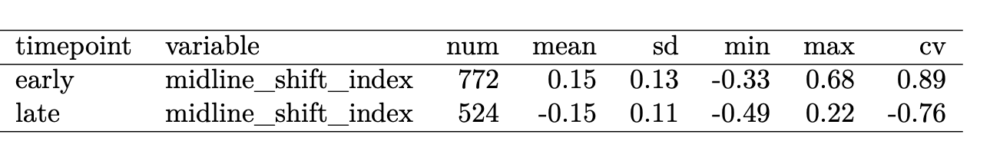 timepoint variable num mean sd min max cv
early midline_shift_index 772 0.15 0.13 -0.33 0.68 0.89
late midline_shift_index 524 -0.15 0.11 -0.49 0.22 -0.76